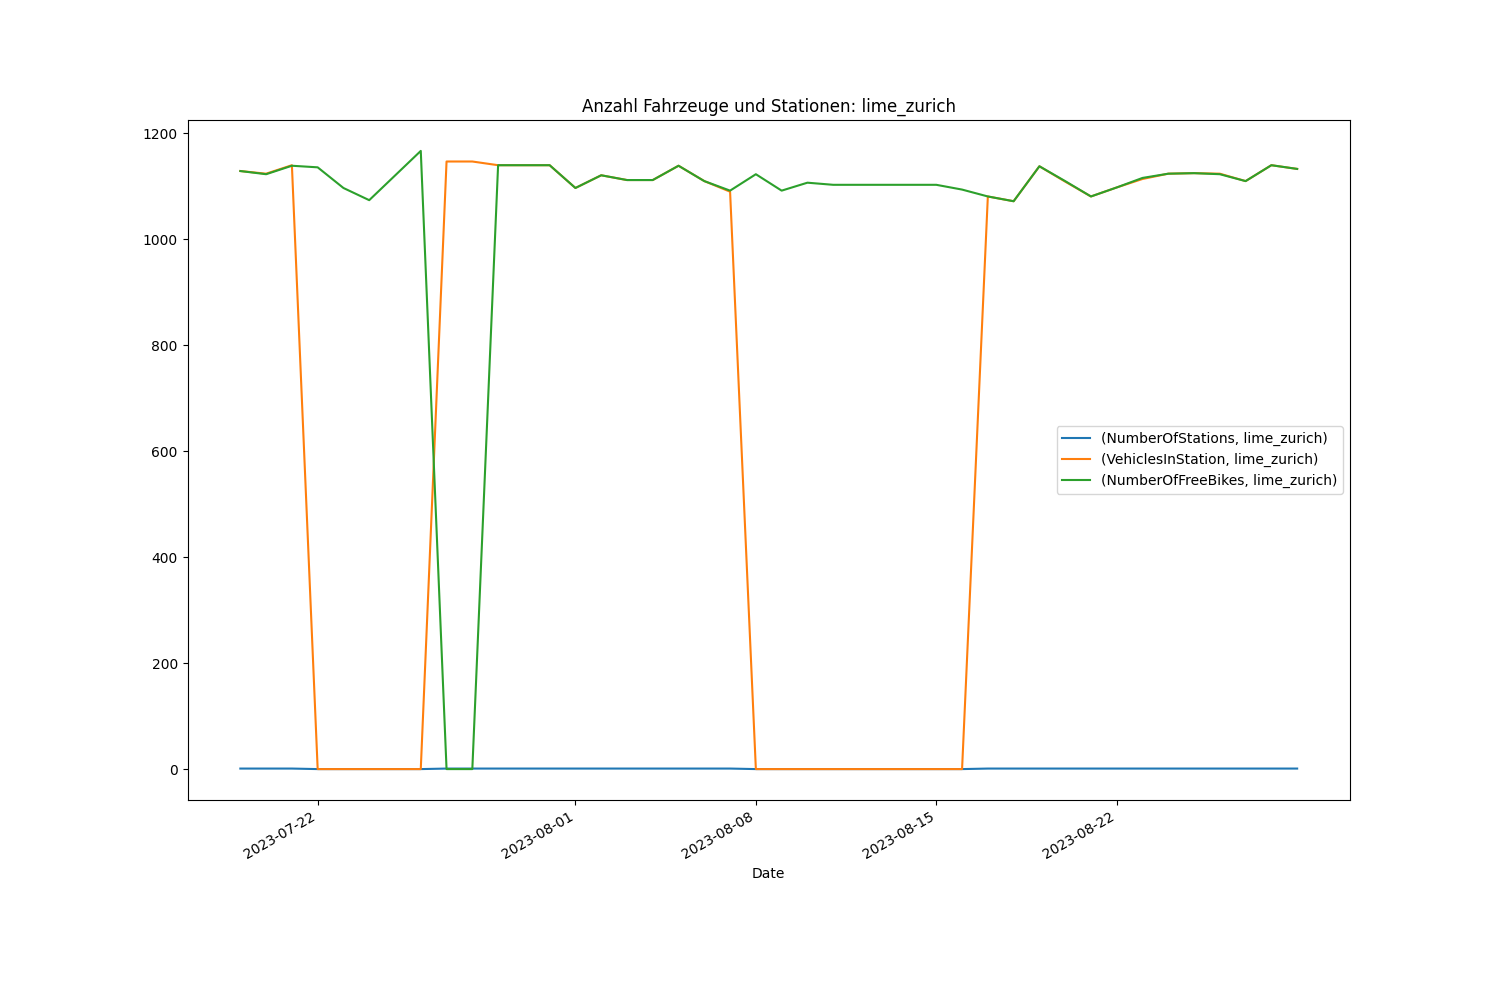 Anzahl Fahrzeuge und Stationen: lime_zurich
1200
1000
800
600
400
200
0
(NumberOfStations, lime_zurich)
(VehiclesInStation, lime_zurich)
(NumberOfFreeBikes, lime_zurich)
2023-07-22
2023-08-01
2023-08-08
2023-08-15
2023-08-22
Date